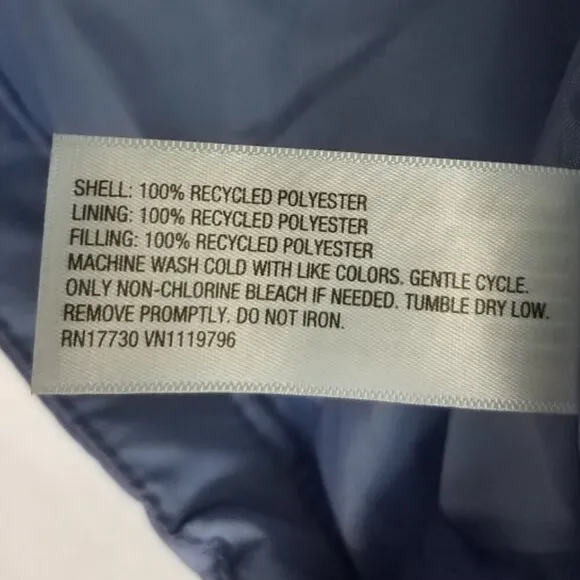 SHELL: 100% RECYCLED POLYESTER
LINING: 100% RECYCLED POLYESTER
FILLING: 100% RECYCLED POLYESTER
MACHINE WASH COLD WITH LIKE COLORS. GENTLE CYCLE.
ONLY NON-CHLORINE BLEACH IF NEEDED. TUMBLE DRY LOW.
REMOVE PROMPTLY. DO NOT IRON.
RN17730 VN1119796